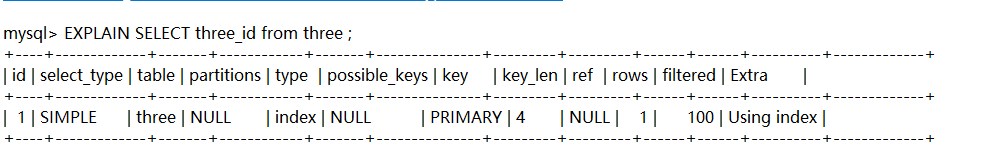 mysql> EXPLAIN SELECT three_id from three ;
+----+-------------+-------+------------+-------+---------------+---------+---------+------+------+----------+-------------+
| id | select_type | table | partitions | type | possible_keys | key | key_len | ref | rows | filtered | Extra |
+----+-------------+-------+------------+-------+---------------+---------+---------+------+------+----------+-------------+
| 1 | SIMPLE | three | NULL | index | NULL | PRIMARY | 4 | NULL | 1 | 100 | Using index |
+----+-------------+-------+------------+-------+---------------+---------+---------+------+------+----------+-------------+